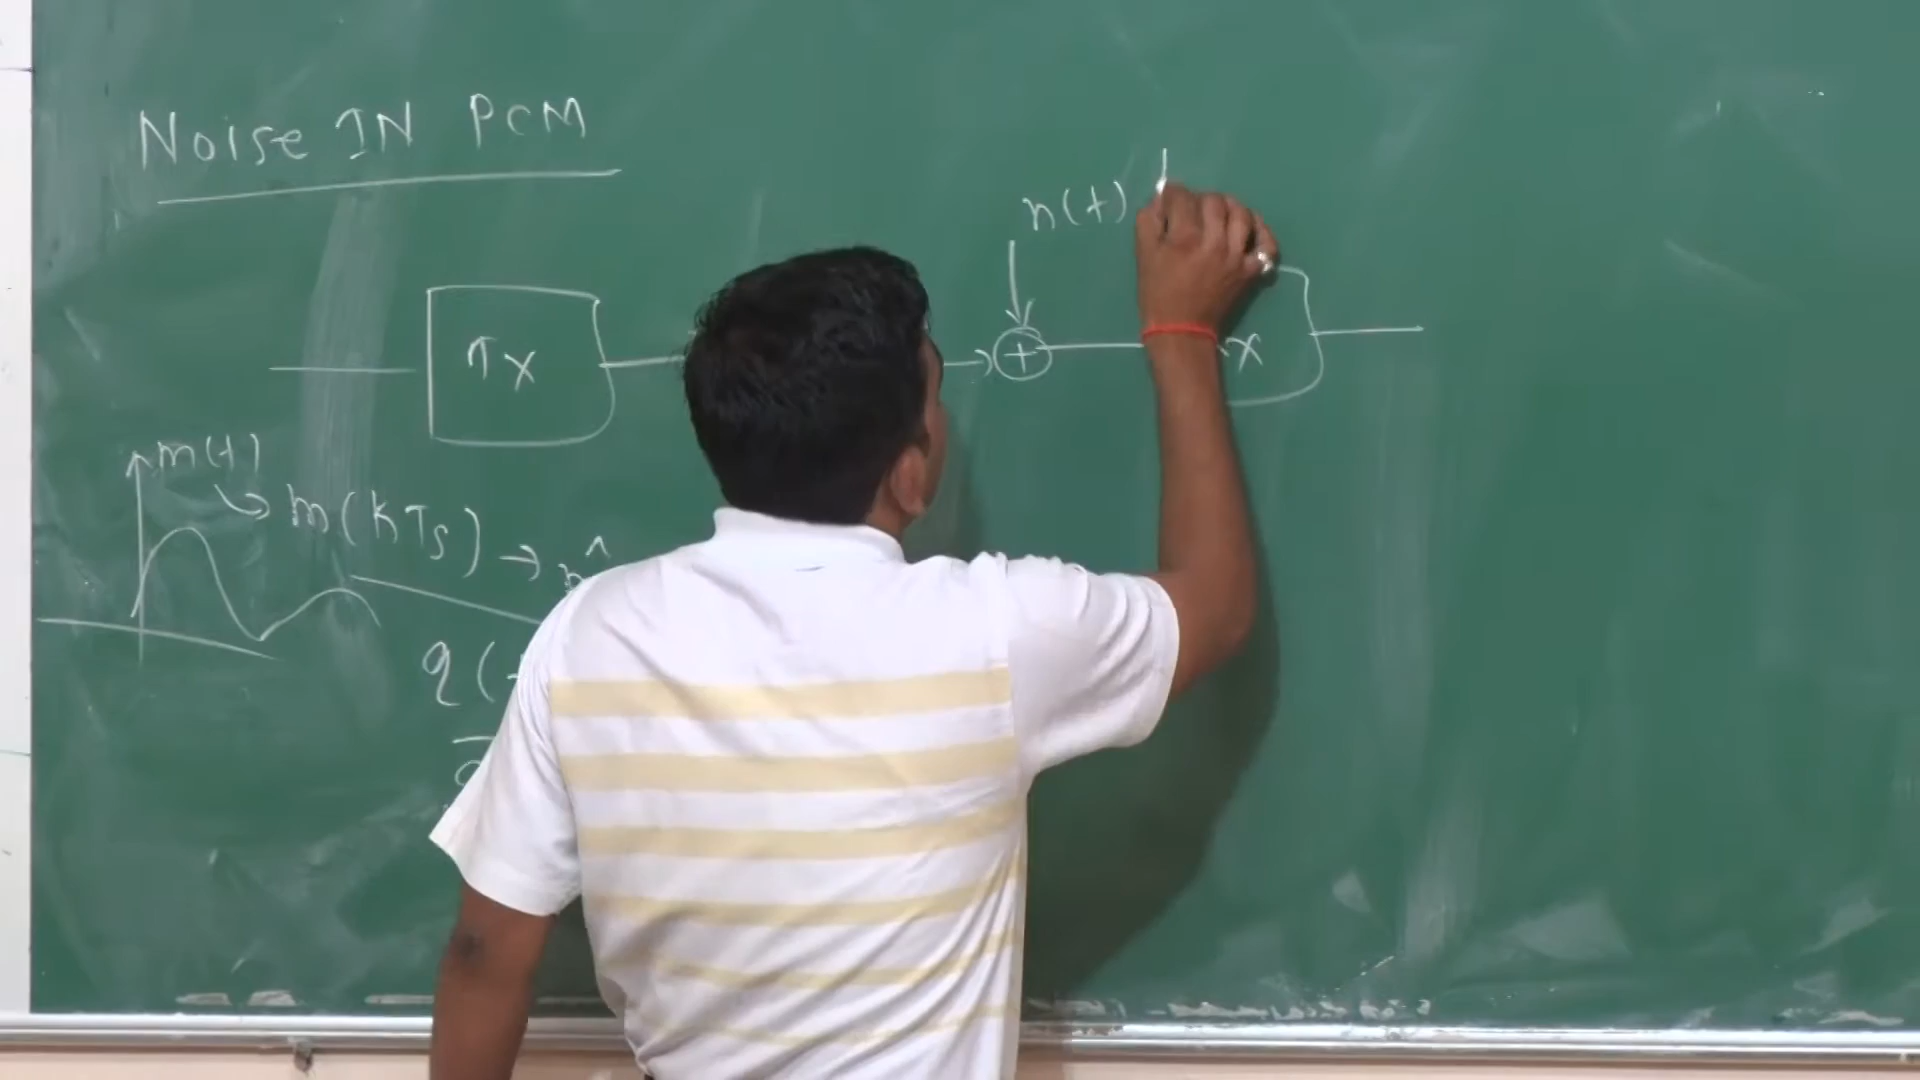 Noise IN PCM
n(t)
Tx
+
x
m(t)
m(KTs) →
q(